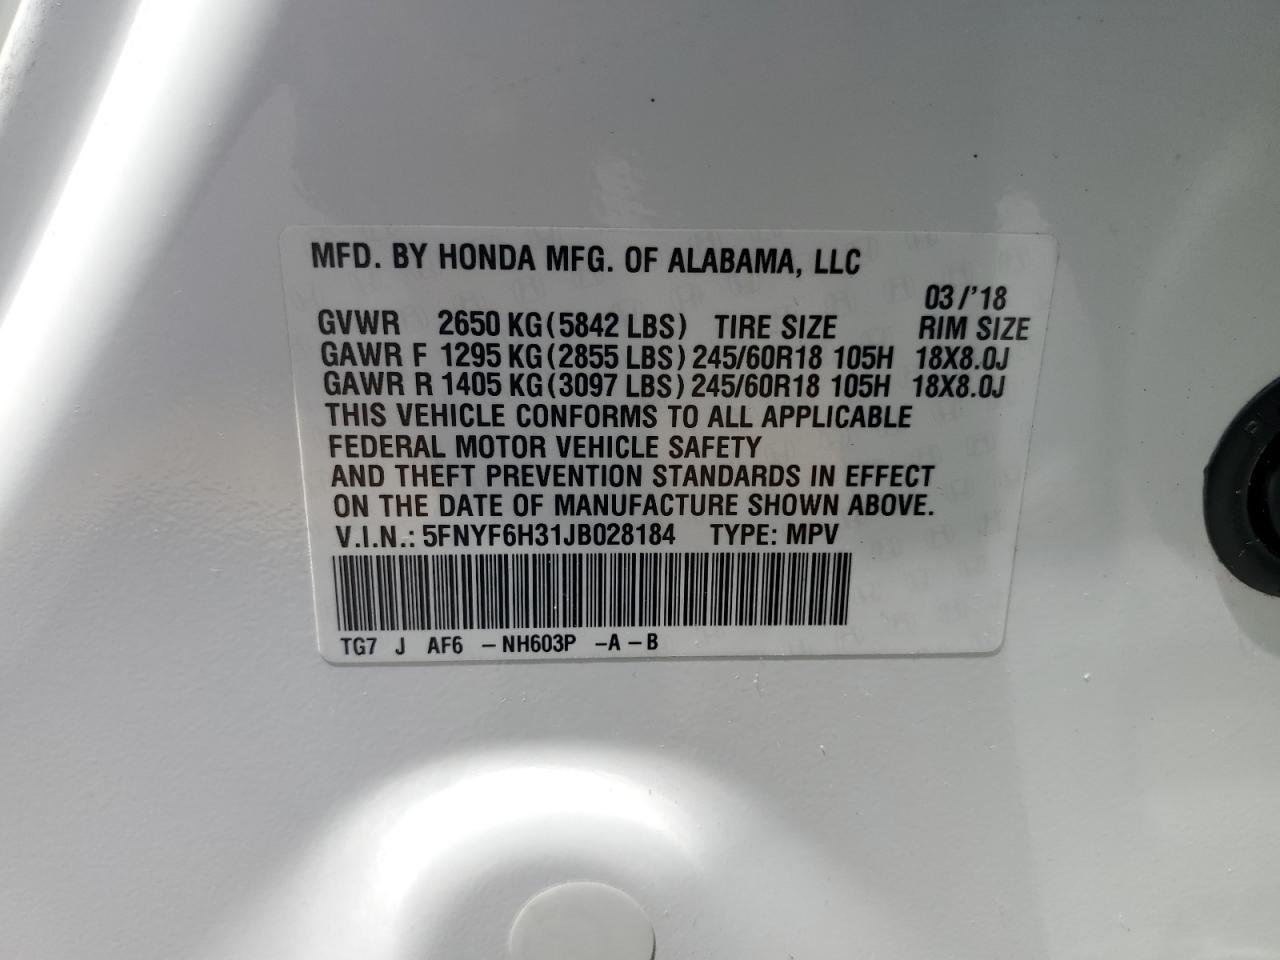 MFD. BY HONDA MFG. OF ALABAMA, LLC
03/'18
GVWR 2650 KG(5842 LBS) TIRE SIZE RIM SIZE
GAWR F 1295 KG(2855 LBS) 245/60R18 105H 18X8.0J
GAWR R 1405 KG(3097 LBS) 245/60R18 105H 18X8.0J
THIS VEHICLE CONFORMS TO ALL APPLICABLE
FEDERAL MOTOR VEHICLE SAFETY
AND THEFT PREVENTION STANDARDS IN EFFECT
ON THE DATE OF MANUFACTURE SHOWN ABOVE.
V.I.N.: 5FNYF6H31JB028184 TYPE: MPV
TG7 J AF6 -NH603P -A-B